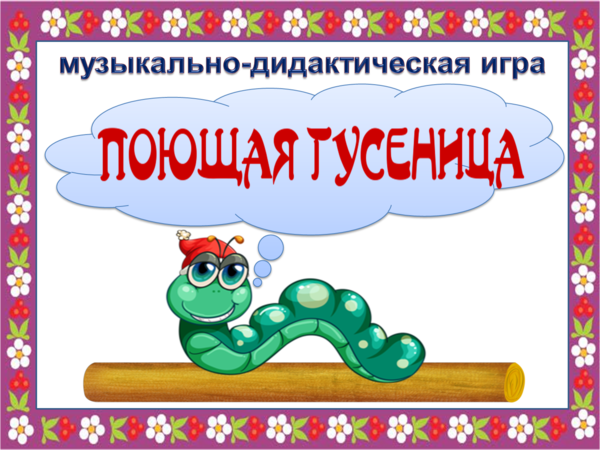 музыкально-дидактическая игра
ПОЮЩАЯ ГУСЕНИЦА